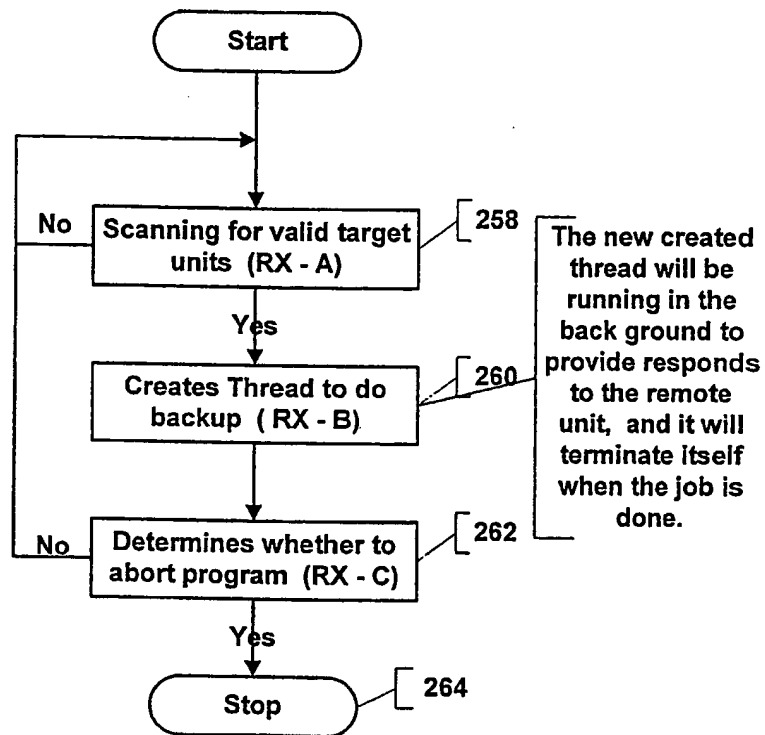 Start
No
Scanning for valid target
units (RX - A)
258
Yes
Creates Thread to do
backup ( RX - B)
260
The new created
thread will be
running in the
back ground to
provide responds
to the remote
unit, and it will
terminate itself
when the job is
done.
No
Determines whether to
abort program (RX - C)
262
Yes
Stop
264